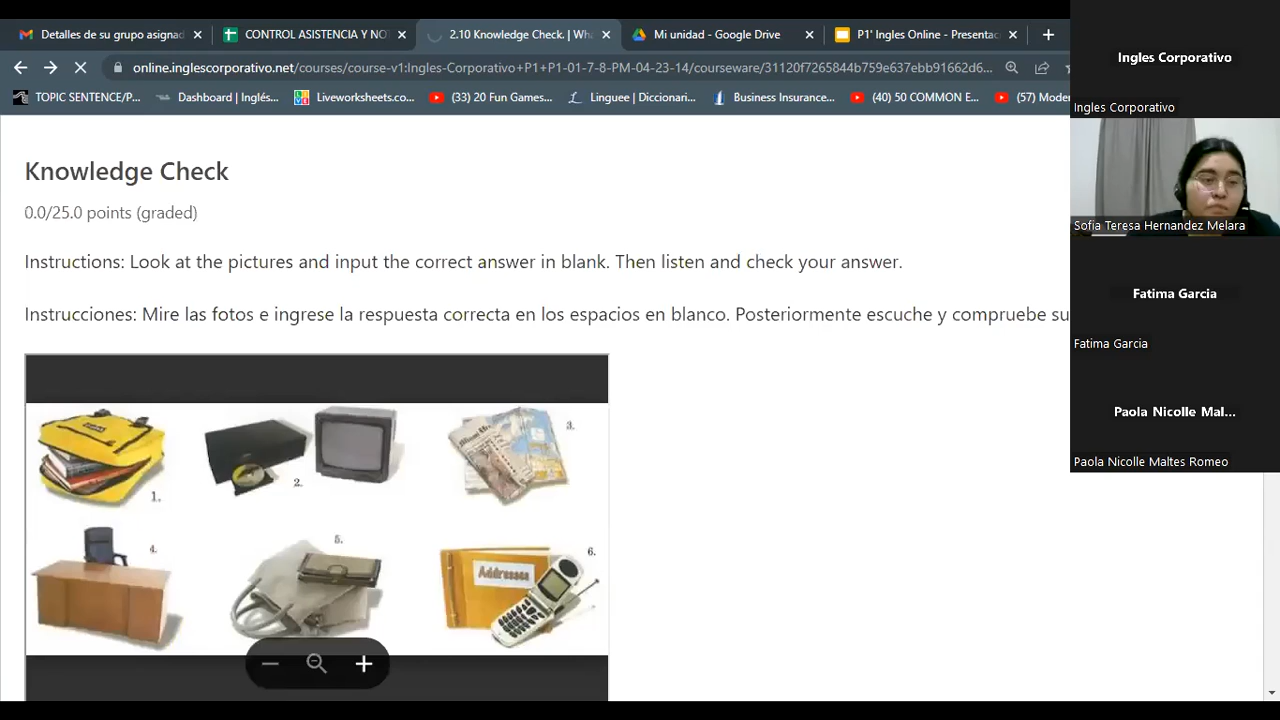 Detalles de su grupo asignad
CONTROL ASISTENCIA Y NO
2.10 Knowledge Check. | Wha
Mi unidad - Google Drive
P1' Ingles Online - Presentac
online.inglescorporativo.net/courses/course-v1:Ingles-Corporativo+P1+P1-01-7-8-PM-04-23-14/courseware/31120f7265844b759e637ebb91662d6...
TOPIC SENTENCE/P...
Dashboard | Inglés...
Liveworksheets.co...
(33) 20 Fun Games...
Linguee | Diccionari...
Business Insurance...
(40) 50 COMMON E...
(57) Moder
Knowledge Check
0.0/25.0 points (graded)
Instructions: Look at the pictures and input the correct answer in blank. Then listen and check your answer.
Instrucciones: Mire las fotos e ingrese la respuesta correcta en los espacios en blanco. Posteriormente escuche y compruebe su
1.
2.
3.
4.
5.
6.
Addresses
Ingles Corporativo
Ingles Corporativo
Sofia Teresa Hernandez Melara
Fatima Garcia
Fatima Garcia
Paola Nicolle Mal...
Paola Nicolle Maltes Romeo